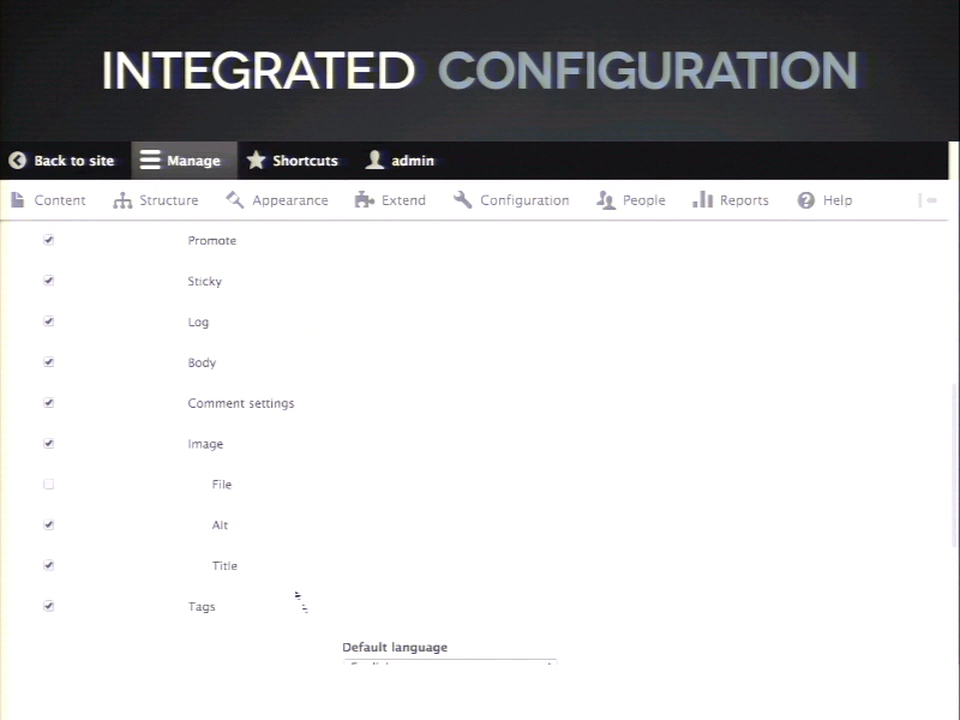 INTEGRATED CONFIGURATION
Back to site Manage Shortcuts admin
Content Structure Appearance Extend Configuration People Reports Help
Promote
Sticky
Log
Body
Comment settings
Image
File
Alt
Title
Tags
Default language